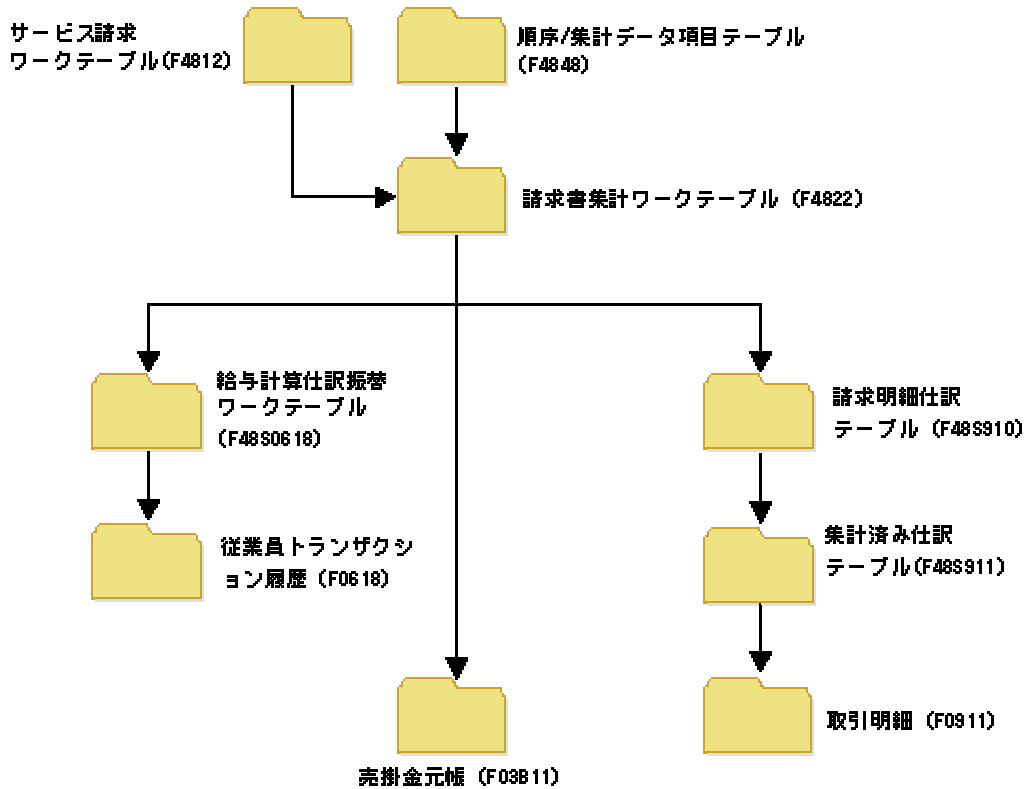 サービス請求
ワークテーブル(F4812)
順序/集計データ項目テーブル
(F4848)
請求書集計ワークテーブル (F4822)
給与計算仕訳振替
ワークテーブル
(F48S0618)
請求明細仕訳
テーブル (F48S910)
従業員トランザクシ
ョン履歴 (F0618)
集計済み仕訳
テーブル(F48S911)
売掛金元帳 (F03B11)
取引明細 (F0911)